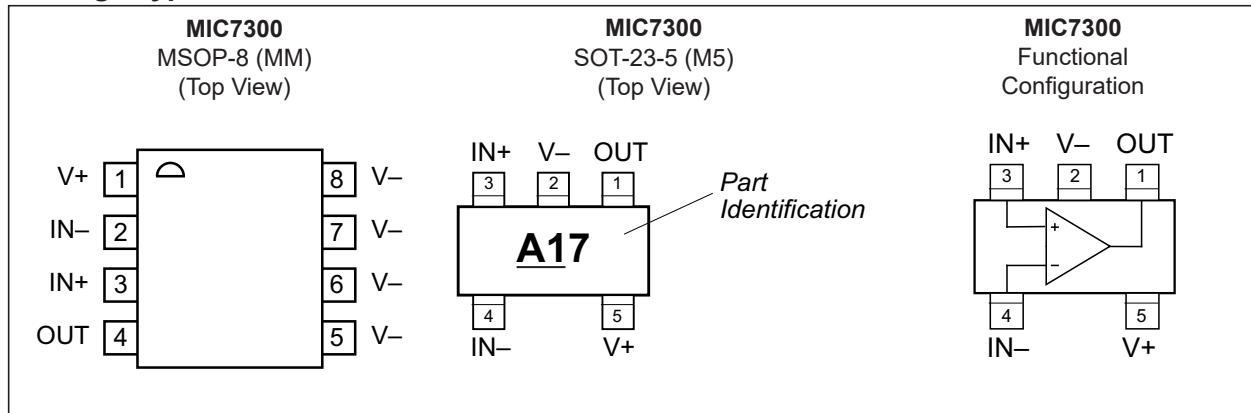 MIC7300
MSOP-8 (MM)
(Top View)
V+ 1
IN– 2
IN+ 3
OUT 4
8 V–
7 V–
6 V–
5 V–
MIC7300
SOT-23-5 (M5)
(Top View)
IN+ V– OUT
3 2 1
Part
Identification
A17
4 5
IN– V+
MIC7300
Functional
Configuration
IN+ V– OUT
3 2 1
+
–
4 5
IN– V+